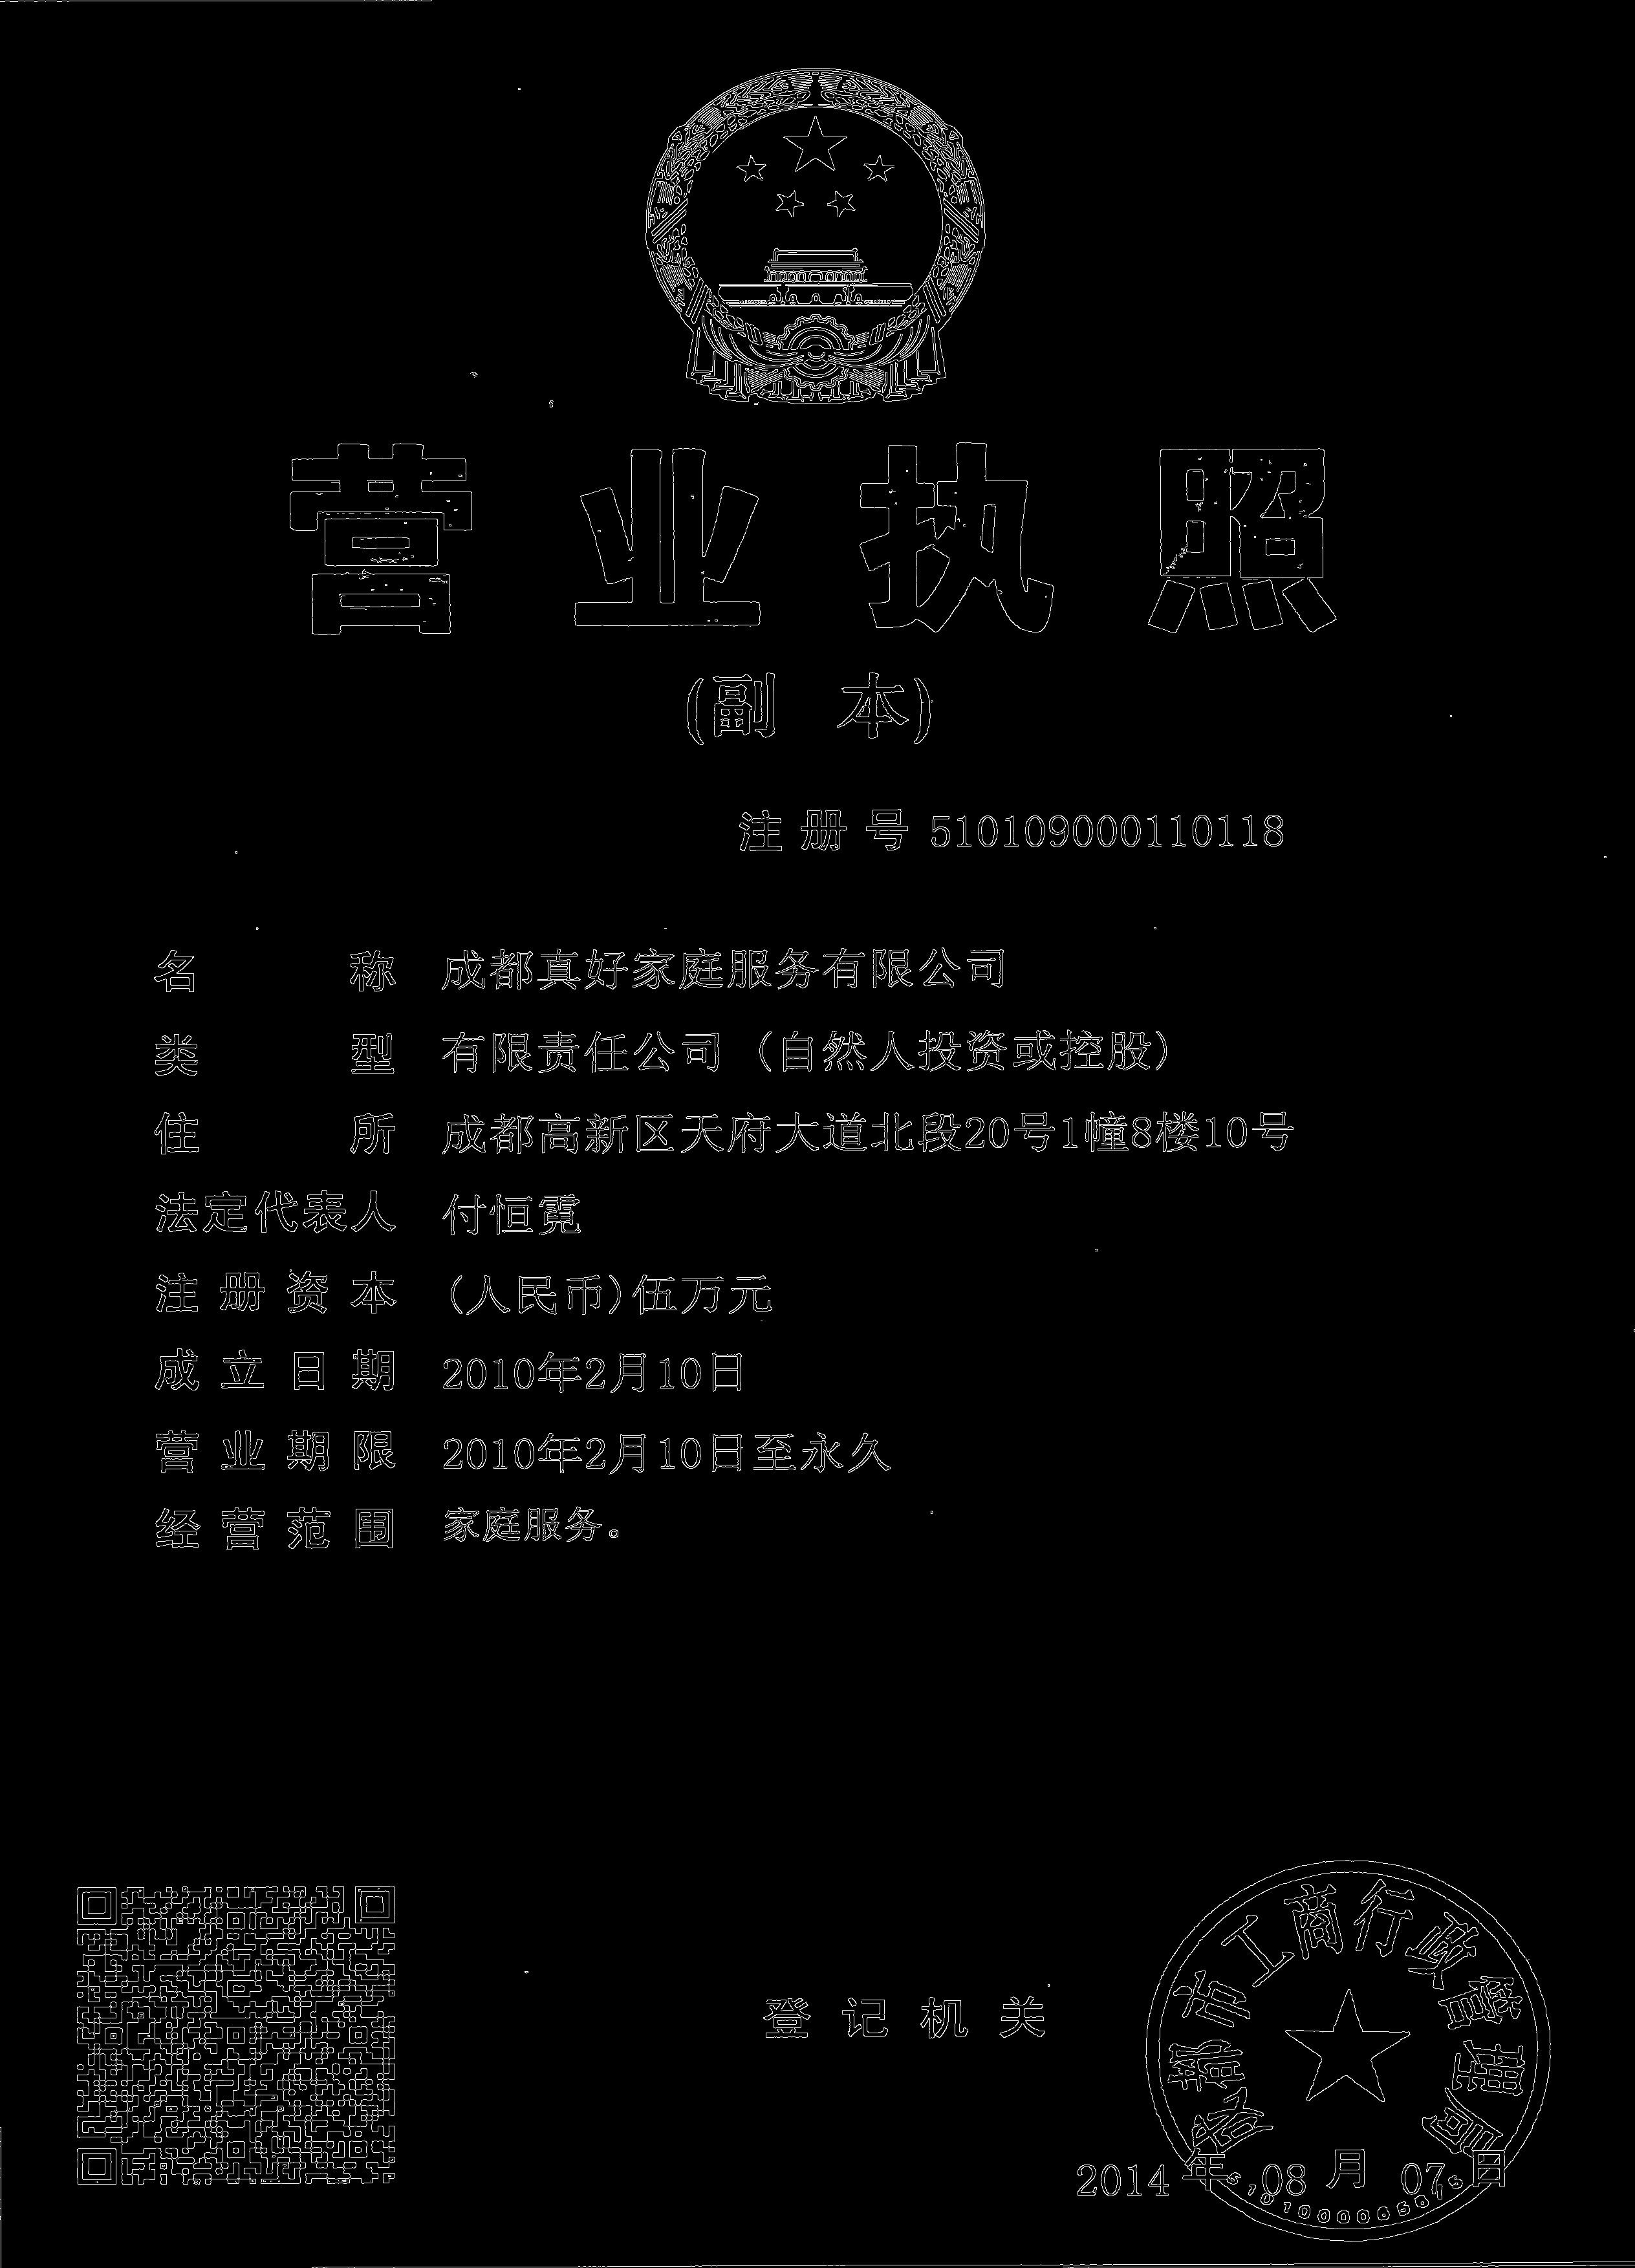 营业执照
(副 本)
注 册 号 510109000110118
名 称 成都真好家庭服务有限公司
类 型 有限责任公司（自然人投资或控股）
住 所 成都高新区天府大道北段20号1幢8楼10号
法定代表人 付恒霓
注 册 资 本 (人民币)伍万元
成 立 日 期 2010年2月10日
营 业 期 限 2010年2月10日至永久
经 营 范 围 家庭服务。
成都市工商行政管理局
登 记 机 关
2014 年 08 月 07 日